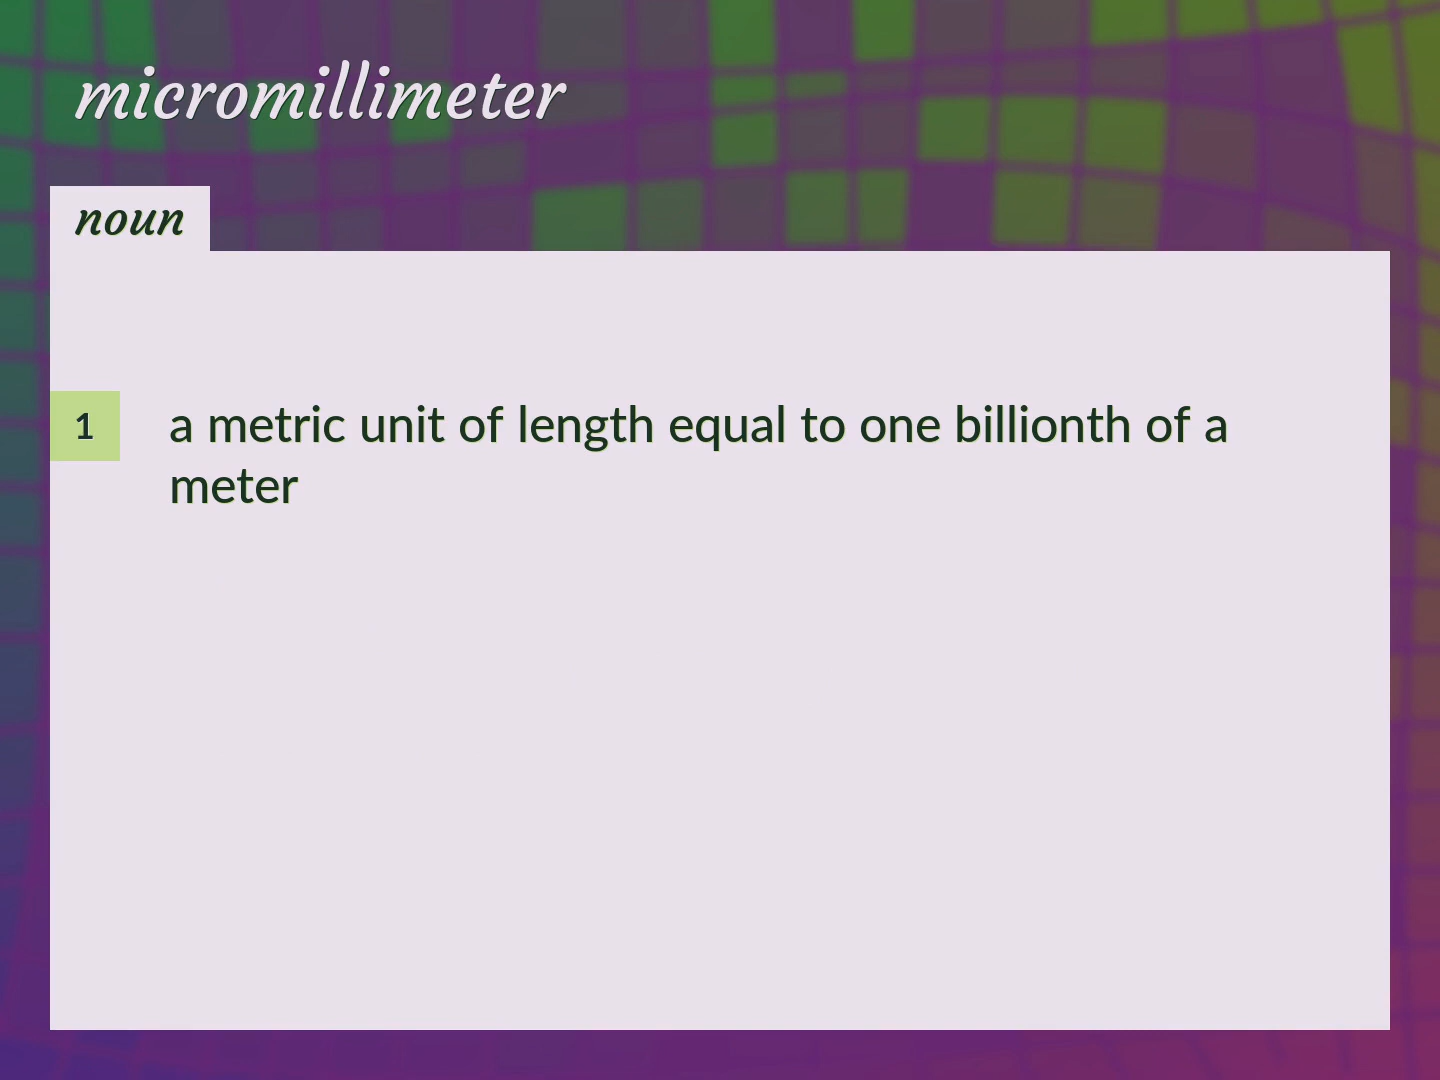 micromillimeter
noun
1 a metric unit of length equal to one billionth of a
meter